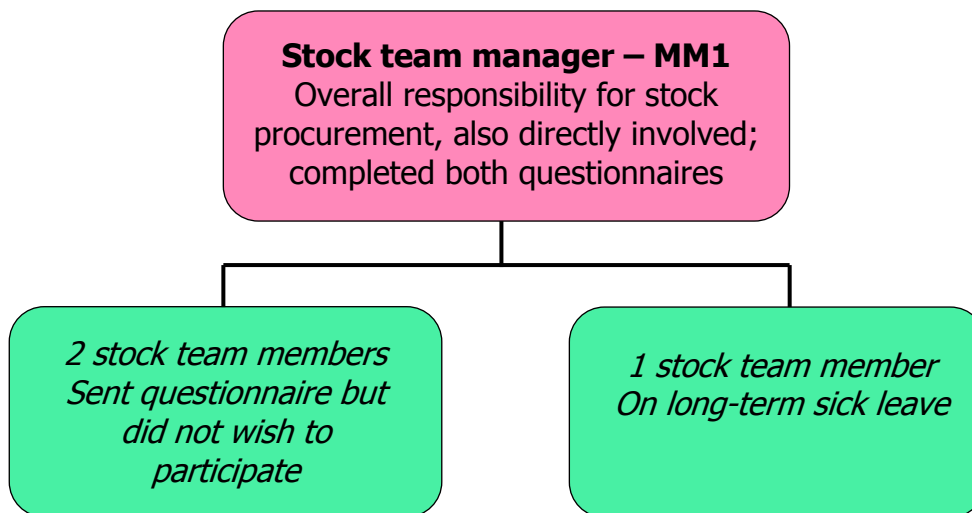 Stock team manager – MM1
Overall responsibility for stock
procurement, also directly involved;
completed both questionnaires
2 stock team members
Sent questionnaire but
did not wish to
participate
1 stock team member
On long-term sick leave